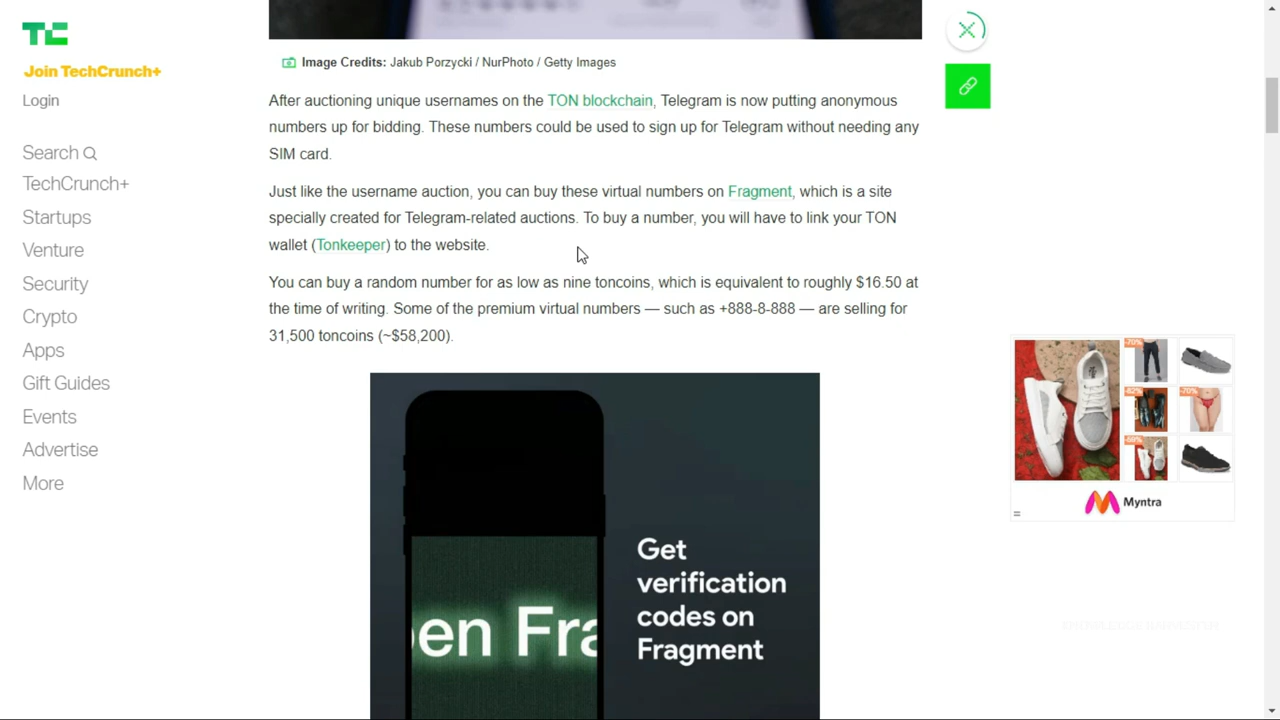 TC
Join TechCrunch+
Login
Search
TechCrunch+
Startups
Venture
Security
Crypto
Apps
Gift Guides
Events
Advertise
More
Image Credits: Jakub Porzycki / NurPhoto / Getty Images
After auctioning unique usernames on the TON blockchain, Telegram is now putting anonymous
numbers up for bidding. These numbers could be used to sign up for Telegram without needing any
SIM card.
Just like the username auction, you can buy these virtual numbers on Fragment, which is a site
specially created for Telegram-related auctions. To buy a number, you will have to link your TON
wallet (Tonkeeper) to the website.
You can buy a random number for as low as nine toncoins, which is equivalent to roughly $16.50 at
the time of writing. Some of the premium virtual numbers — such as +888-8-888 — are selling for
31,500 toncoins (~$58,200).
pen Fra
Get
verification
codes on
Fragment
-70%
-82%
-70%
Myntra